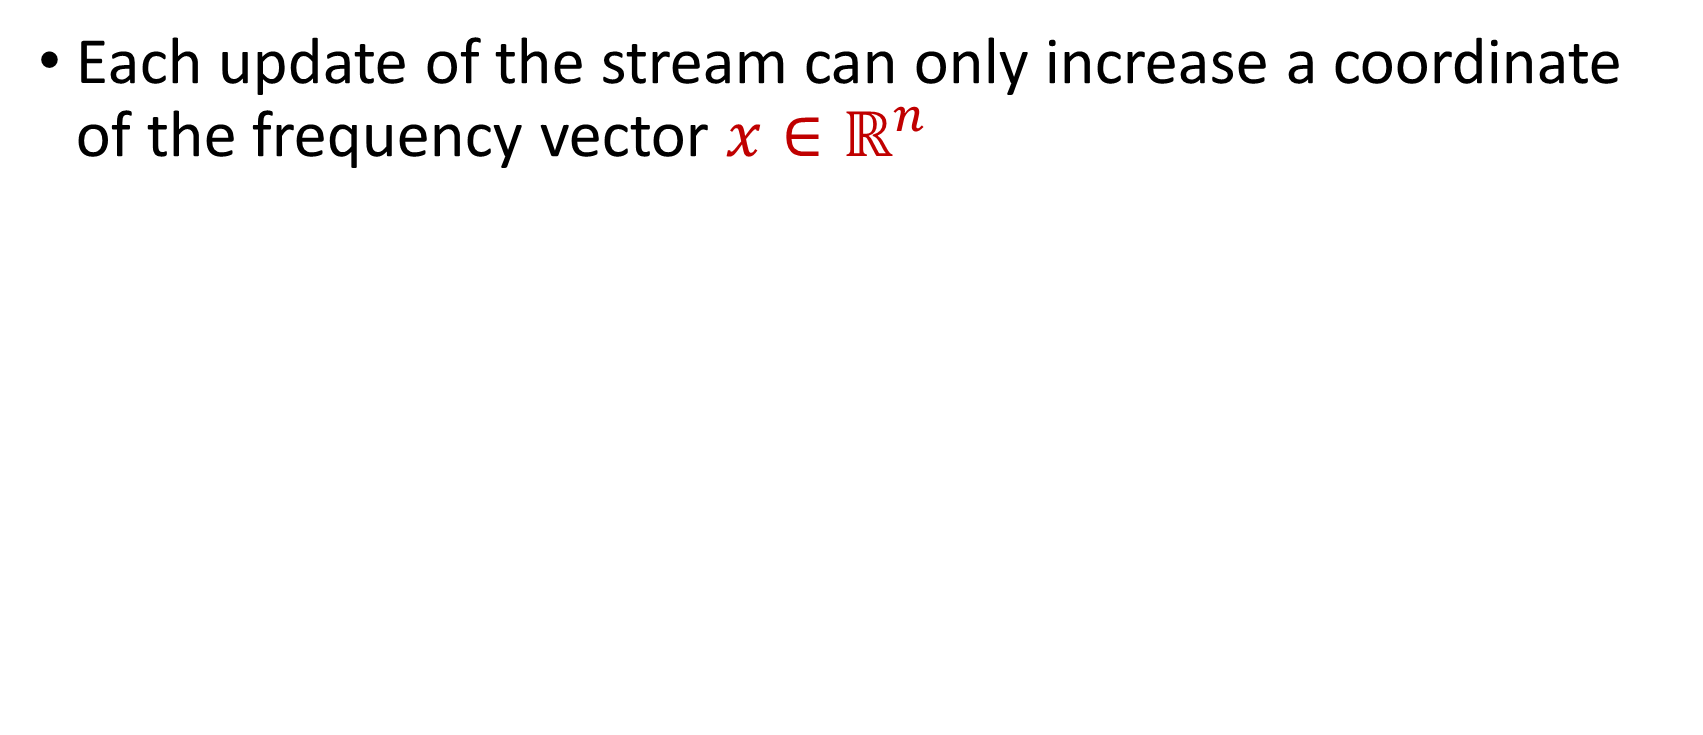 • Each update of the stream can only increase a coordinate
of the frequency vector x ∈ ℝⁿ